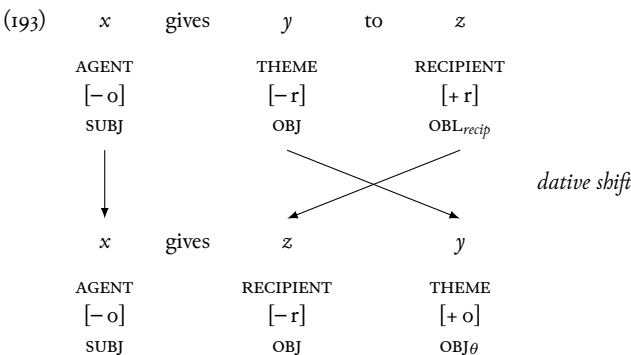 (193) x gives y to z
AGENT THEME RECIPIENT
[−o] [−r] [+r]
SUBJ OBJ OBLrecip
dative shift
x gives z y
AGENT RECIPIENT THEME
[−o] [−r] [+o]
SUBJ OBJ OBJθ